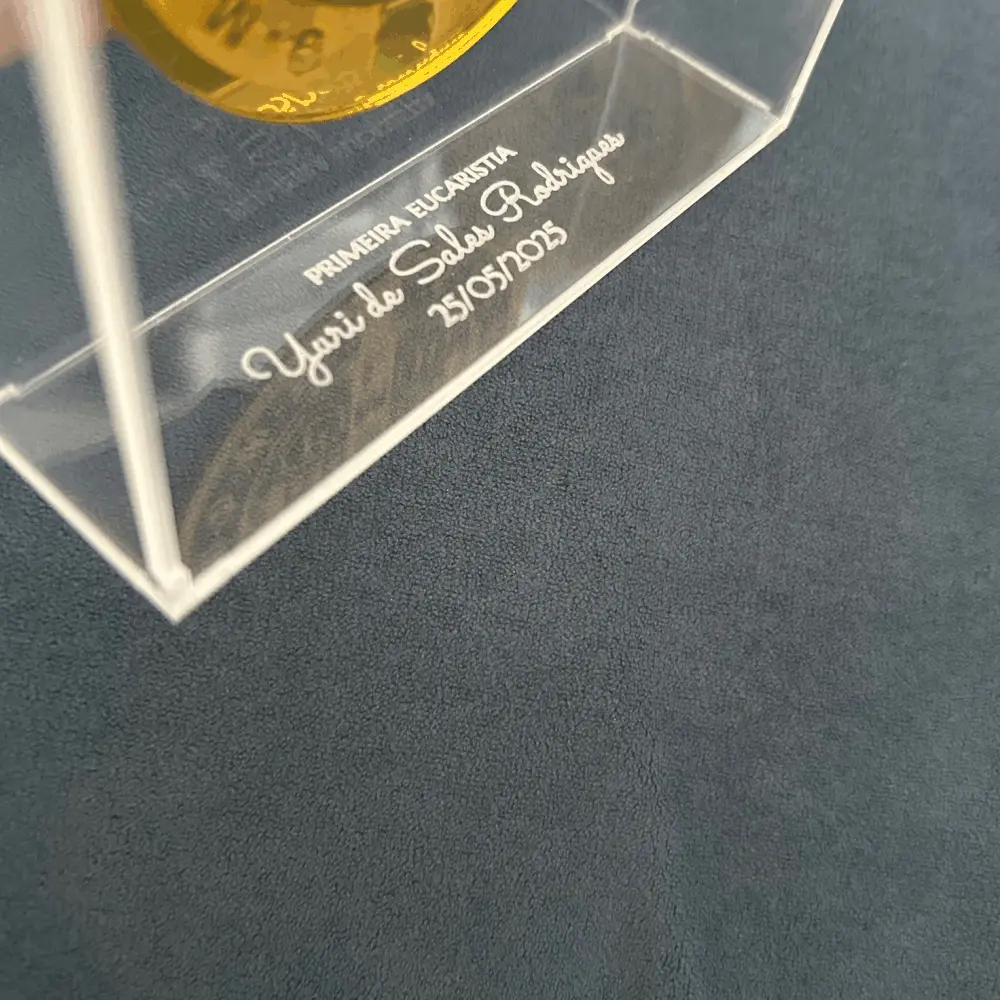 PRIMEIRA EUCARISTIA
Yuri de Sales Rodrigues
25/05/2025